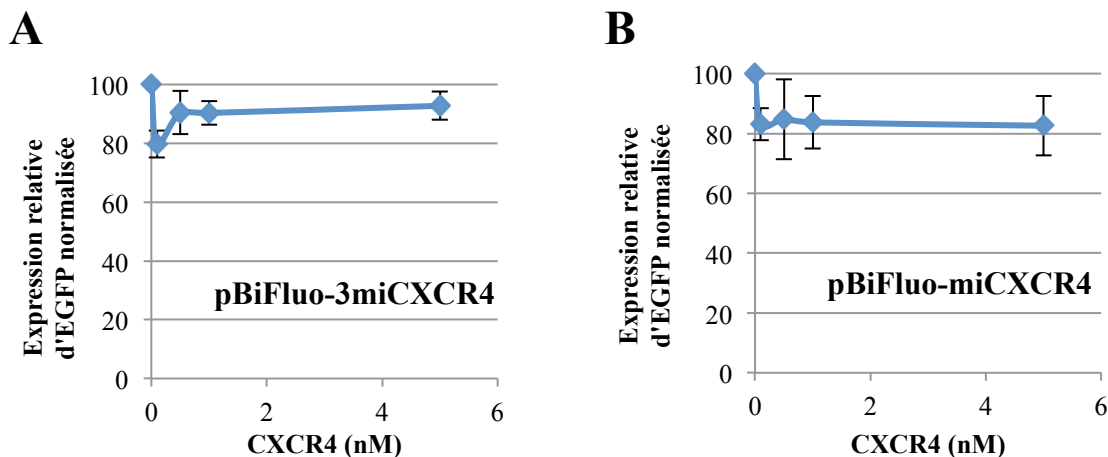 A
100
80
60
40
20
0
0 2 4 6
CXCR4 (nM)
Expression relative
d'EGFP normalisée
pBiFluo-3miCXCR4
B
100
80
60
40
20
0
0 2 4 6
CXCR4 (nM)
Expression relative
d'EGFP normalisée
pBiFluo-miCXCR4